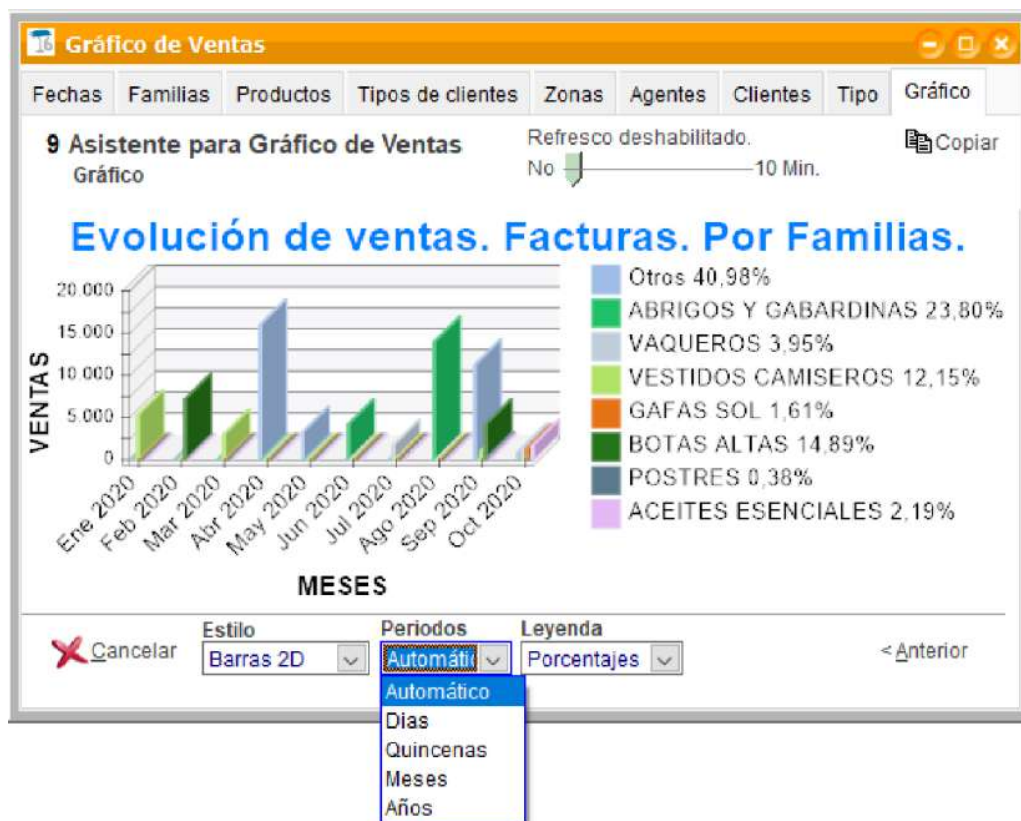 16 Gráfico de Ventas
Fechas Familias Productos Tipos de clientes Zonas Agentes Clientes Tipo Gráfico
9 Asistente para Gráfico de Ventas
Gráfico
Refresco deshabilitado.
No 10 Min.
Copiar
Evolución de ventas. Facturas. Por Familias.
VENTAS
20.000
15.000
10.000
5.000
0
Ene 2020
Feb 2020
Mar 2020
Abr 2020
May 2020
Jun 2020
Jul 2020
Ago 2020
Sep 2020
Oct 2020
MESES
Otros 40,98%
ABRIGOS Y GABARDINAS 23,80%
VAQUEROS 3,95%
VESTIDOS CAMISEROS 12,15%
GAFAS SOL 1,61%
BOTAS ALTAS 14,89%
POSTRES 0,38%
ACEITES ESENCIALES 2,19%
Cancelar
Estilo
Barras 2D
Periodos
Automátic
Leyenda
Porcentajes
< Anterior
Automático
Dias
Quincenas
Meses
Años